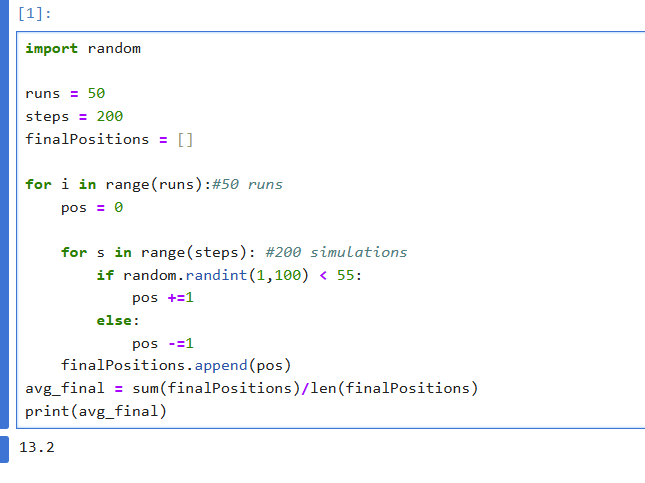 [1]:
import random
runs = 50
steps = 200
finalPositions = []
for i in range(runs):#50 runs
    pos = 0
    for s in range(steps): #200 simulations
        if random.randint(1,100) < 55:
            pos +=1
        else:
            pos -=1
    finalPositions.append(pos)
avg_final = sum(finalPositions)/len(finalPositions)
print(avg_final)
13.2